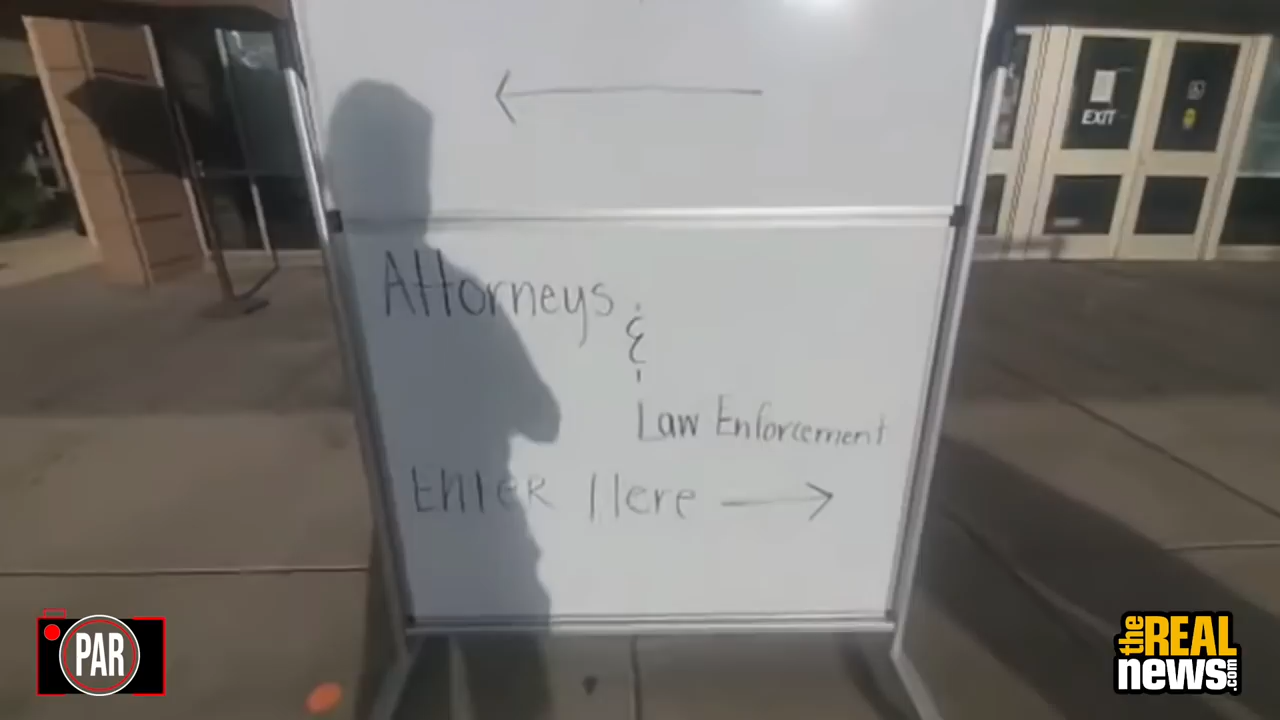 EXIT
Attorneys
&
Law Enforcement
Enter Here
PAR
the REAL
news.com